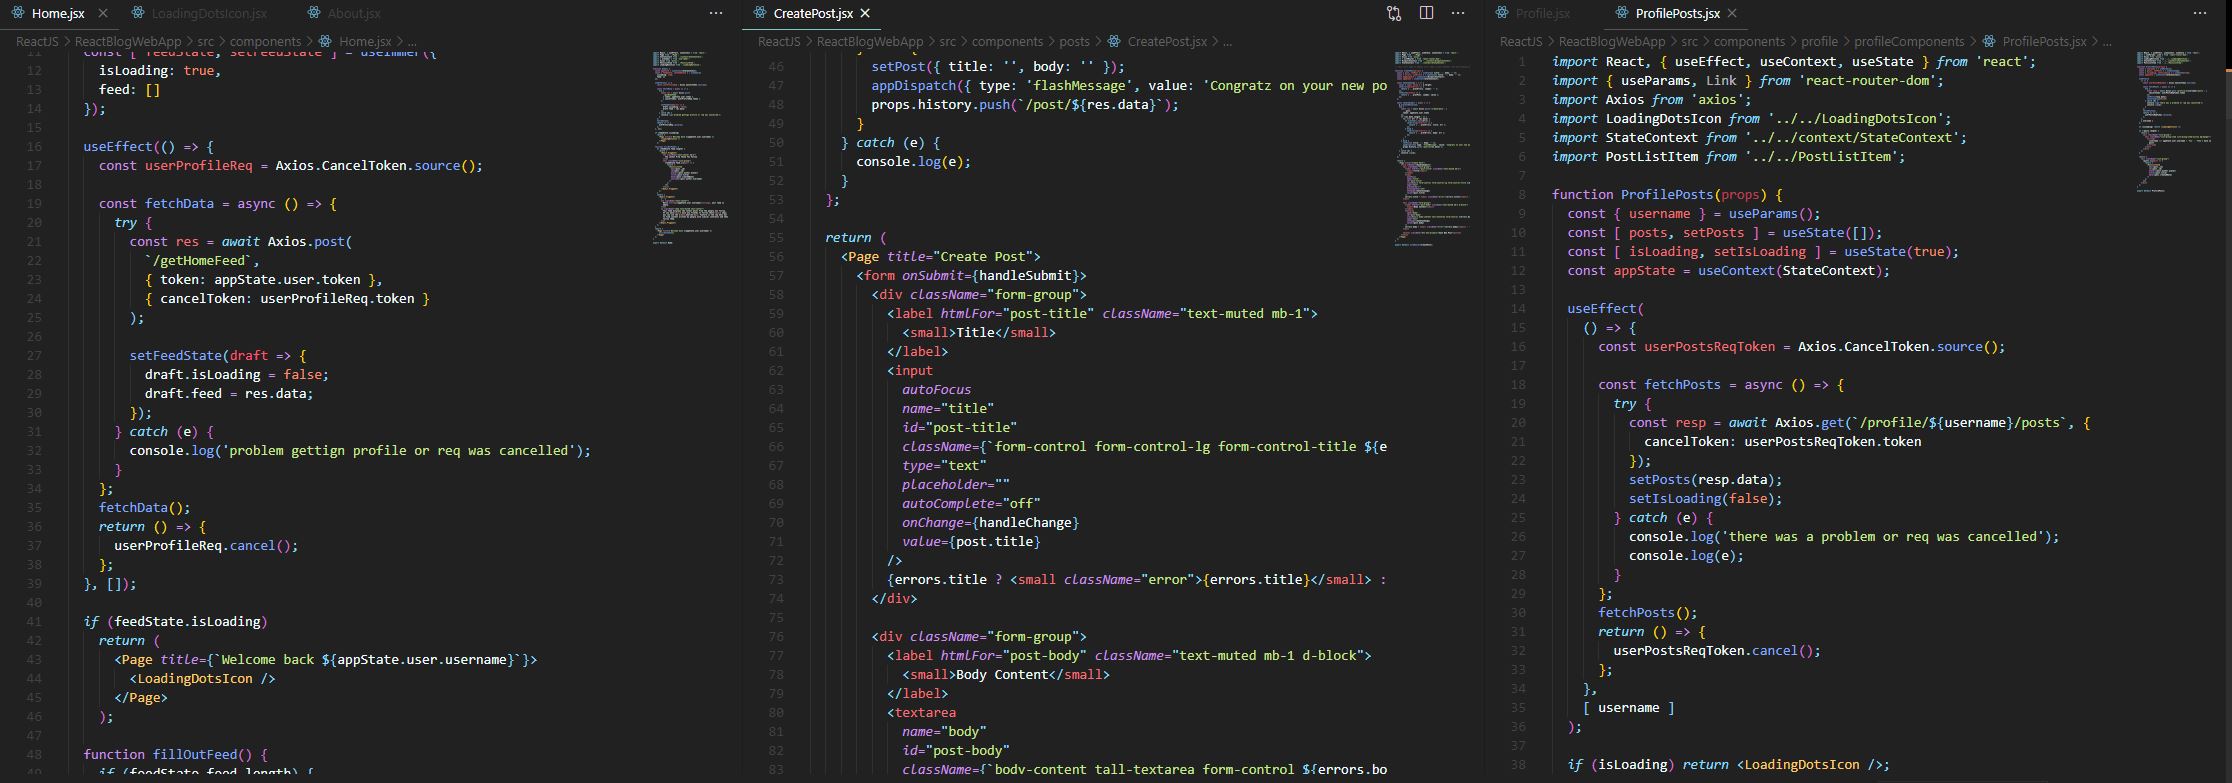 Home.jsx
LoadingDotsIcon.jsx
About.jsx
ReactJS > ReactBlogWebApp > src > components > Home.jsx > ...
11 const [ feedState, setFeedState ] = useImmer({
12 isLoading: true,
13 feed: []
14 });
15
16 useEffect(() => {
17 const userProfileReq = Axios.CancelToken.source();
18
19 const fetchData = async () => {
20 try {
21 const res = await Axios.post(
22 `/getHomeFeed`,
23 { token: appState.user.token },
24 { cancelToken: userProfileReq.token }
25 );
26
27 setFeedState(draft => {
28 draft.isLoading = false;
29 draft.feed = res.data;
30 });
31 } catch (e) {
32 console.log('problem gettign profile or req was cancelled');
33 }
34 };
35 fetchData();
36 return () => {
37 userProfileReq.cancel();
38 };
39 }, []);
40
41 if (feedState.isLoading)
42 return (
43 <Page title={`Welcome back ${appState.user.username}`}>
44 <LoadingDotsIcon />
45 </Page>
46 );
47
48 function fillOutFeed() {
49 if (feedState.feed.length) {
CreatePost.jsx
ReactJS > ReactBlogWebApp > src > components > posts > CreatePost.jsx > ...
46 setPost({ title: '', body: '' });
47 appDispatch({ type: 'flashMessage', value: 'Congratz on your new po
48 props.history.push(`/post/${res.data}`);
49 }
50 } catch (e) {
51 console.log(e);
52 }
53 };
54
55 return (
56 <Page title="Create Post">
57 <form onSubmit={handleSubmit}>
58 <div className="form-group">
59 <label htmlFor="post-title" className="text-muted mb-1">
60 <small>Title</small>
61 </label>
62 <input
63 autoFocus
64 name="title"
65 id="post-title"
66 className={`form-control form-control-lg form-control-title ${e
67 type="text"
68 placeholder=""
69 autoComplete="off"
70 onChange={handleChange}
71 value={post.title}
72 />
73 {errors.title ? <small className="error">{errors.title}</small> :
74 </div>
75
76 <div className="form-group">
77 <label htmlFor="post-body" className="text-muted mb-1 d-block">
78 <small>Body Content</small>
79 </label>
80 <textarea
81 name="body"
82 id="post-body"
83 className={`body-content tall-textarea form-control ${errors.bo
Profile.jsx
ProfilePosts.jsx
ReactJS > ReactBlogWebApp > src > components > profile > profileComponents > ProfilePosts.jsx > ...
1 import React, { useEffect, useContext, useState } from 'react';
2 import { useParams, Link } from 'react-router-dom';
3 import Axios from 'axios';
4 import LoadingDotsIcon from '../../LoadingDotsIcon';
5 import StateContext from '../../context/StateContext';
6 import PostListItem from '../../PostListItem';
7
8 function ProfilePosts(props) {
9 const { username } = useParams();
10 const [ posts, setPosts ] = useState([]);
11 const [ isLoading, setIsLoading ] = useState(true);
12 const appState = useContext(StateContext);
13
14 useEffect(
15 () => {
16 const userPostsReqToken = Axios.CancelToken.source();
17
18 const fetchPosts = async () => {
19 try {
20 const resp = await Axios.get(`/profile/${username}/posts`, {
21 cancelToken: userPostsReqToken.token
22 });
23 setPosts(resp.data);
24 setIsLoading(false);
25 } catch (e) {
26 console.log('there was a problem or req was cancelled');
27 console.log(e);
28 }
29 };
30 fetchPosts();
31 return () => {
32 userPostsReqToken.cancel();
33 };
34 },
35 [ username ]
36 );
37
38 if (isLoading) return <LoadingDotsIcon />;